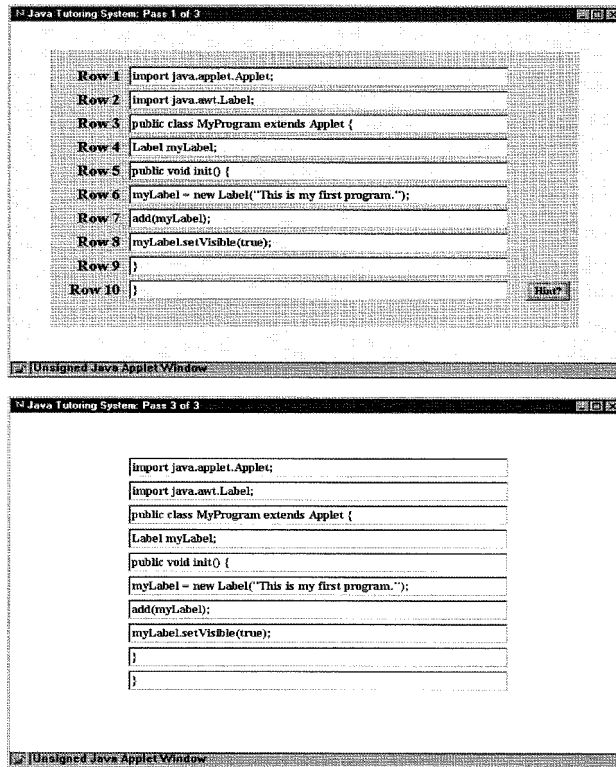 Java Tutoring System: Pass 1 of 3
Row 1 import java.applet.Applet;
Row 2 import java.awt.Label;
Row 3 public class MyProgram extends Applet {
Row 4 Label myLabel;
Row 5 public void init() {
Row 6 myLabel = new Label("This is my first program.");
Row 7 add(myLabel);
Row 8 myLabel.setVisible(true);
Row 9 }
Row 10 } Hint?
Unsigned Java Applet Window
Java Tutoring System: Pass 3 of 3
import java.applet.Applet;
import java.awt.Label;
public class MyProgram extends Applet {
Label myLabel;
public void init() {
myLabel = new Label("This is my first program.");
add(myLabel);
myLabel.setVisible(true);
}
}
Unsigned Java Applet Window